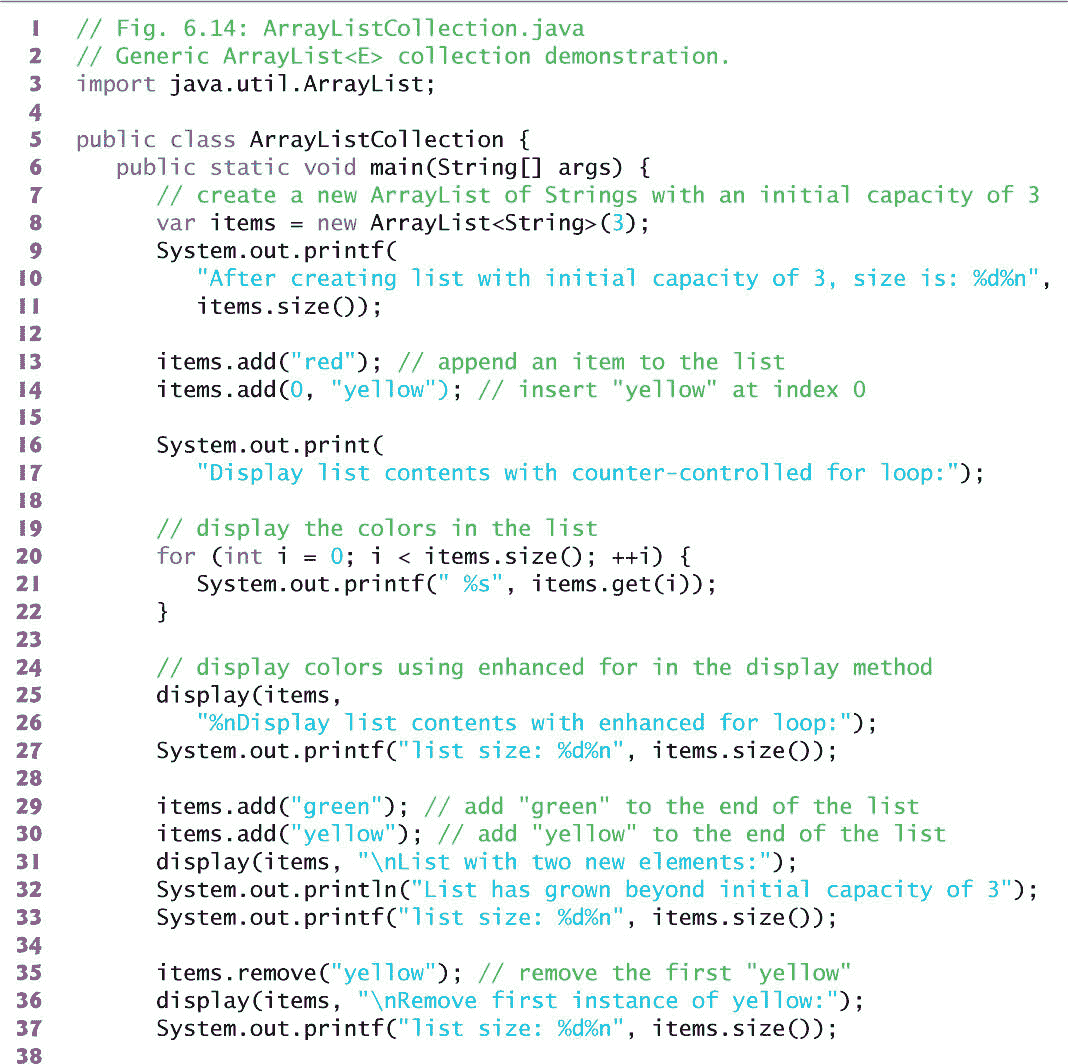 1 // Fig. 6.14: ArrayListCollection.java
2 // Generic ArrayList<E> collection demonstration.
3 import java.util.ArrayList;
4
5 public class ArrayListCollection {
6    public static void main(String[] args) {
7       // create a new ArrayList of Strings with an initial capacity of 3
8       var items = new ArrayList<String>(3);
9       System.out.printf(
10          "After creating list with initial capacity of 3, size is: %d%n",
11          items.size());
12
13       items.add("red"); // append an item to the list
14       items.add(0, "yellow"); // insert "yellow" at index 0
15
16       System.out.print(
17          "Display list contents with counter-controlled for loop:");
18
19       // display the colors in the list
20       for (int i = 0; i < items.size(); ++i) {
21          System.out.printf(" %s", items.get(i));
22       }
23
24       // display colors using enhanced for in the display method
25       display(items,
26          "%nDisplay list contents with enhanced for loop:");
27       System.out.printf("list size: %d%n", items.size());
28
29       items.add("green"); // add "green" to the end of the list
30       items.add("yellow"); // add "yellow" to the end of the list
31       display(items, "\nList with two new elements:");
32       System.out.println("List has grown beyond initial capacity of 3");
33       System.out.printf("list size: %d%n", items.size());
34
35       items.remove("yellow"); // remove the first "yellow"
36       display(items, "\nRemove first instance of yellow:");
37       System.out.printf("list size: %d%n", items.size());
38